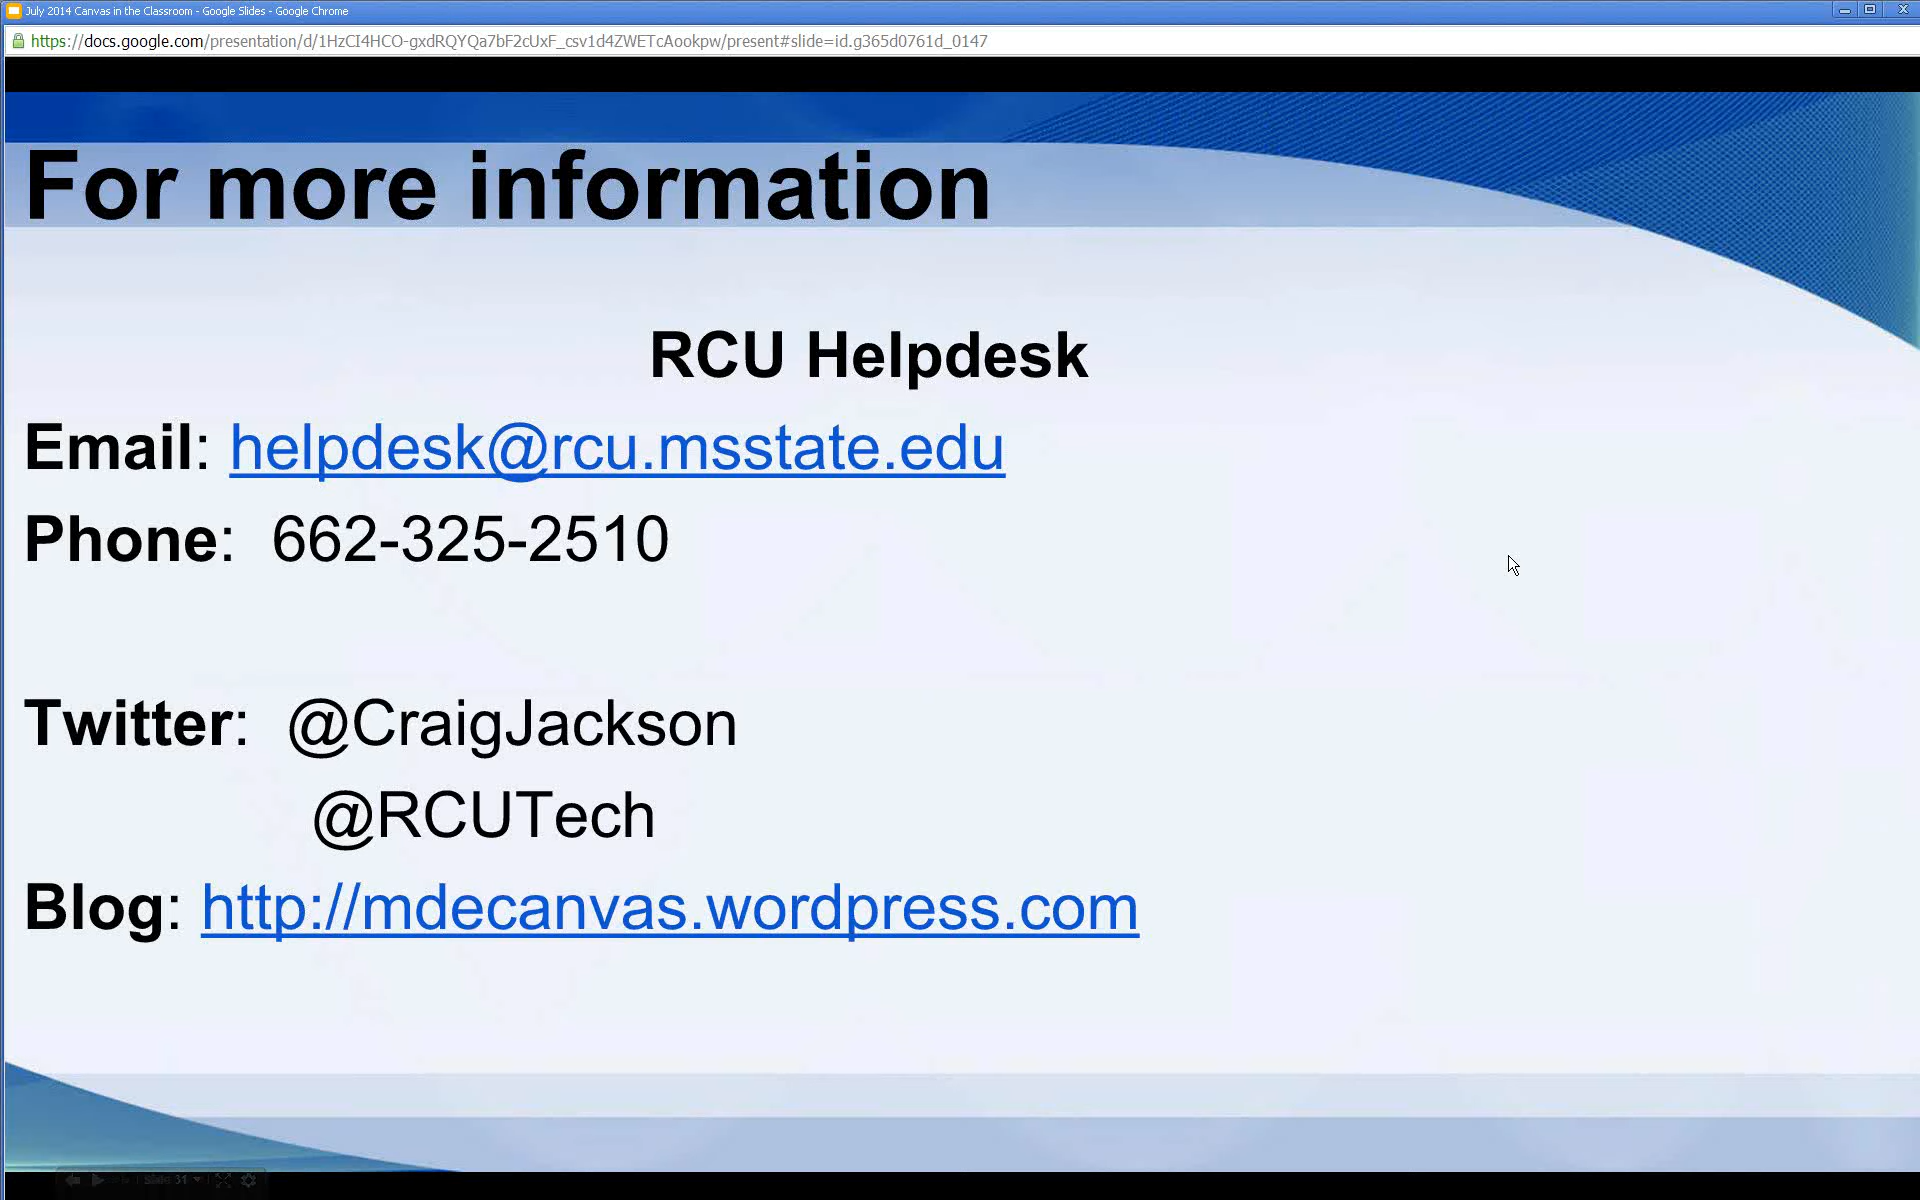 July 2014 Canvas in the Classroom - Google Slides - Google Chrome
https://docs.google.com/presentation/d/1HzCI4HCO-gxdRQYQa7bF2cUxF_csv1d4ZWETcAookpw/present#slide=id.g365d0761d_0147
For more information
RCU Helpdesk
Email: helpdesk@rcu.msstate.edu
Phone: 662-325-2510
Twitter: @CraigJackson
@RCUTech
Blog: http://mdecanvas.wordpress.com
Slide 31